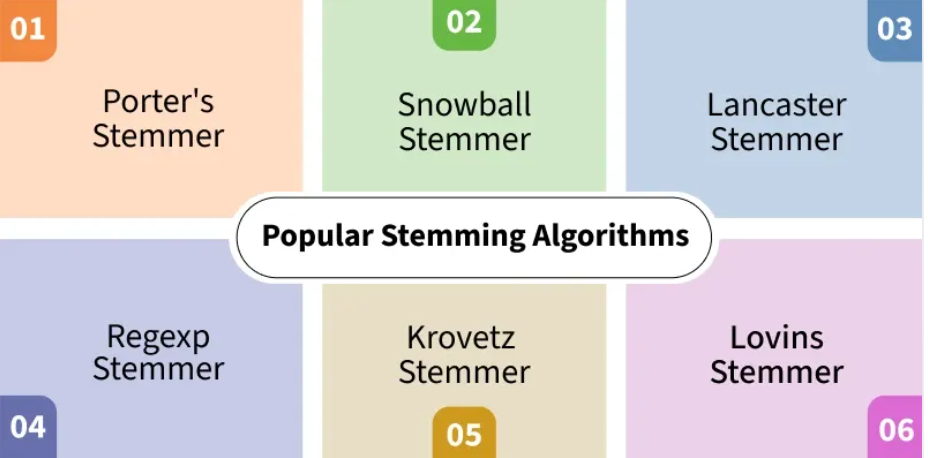 01
Porter's
Stemmer
02
Snowball
Stemmer
03
Lancaster
Stemmer
Popular Stemming Algorithms
Regexp
Stemmer
04
Krovetz
Stemmer
05
Lovins
Stemmer
06